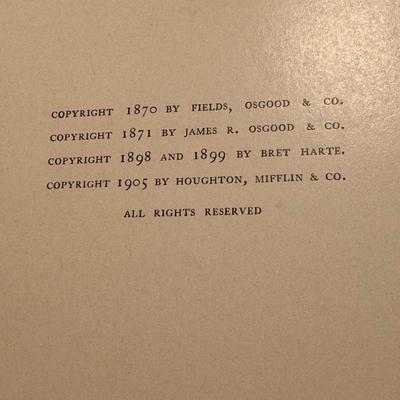 COPYRIGHT 1870 BY FIELDS, OSGOOD & CO.
COPYRIGHT 1871 BY JAMES R. OSGOOD & CO.
COPYRIGHT 1898 AND 1899 BY BRET HARTE.
COPYRIGHT 1905 BY HOUGHTON, MIFFLIN & CO.
ALL RIGHTS RESERVED